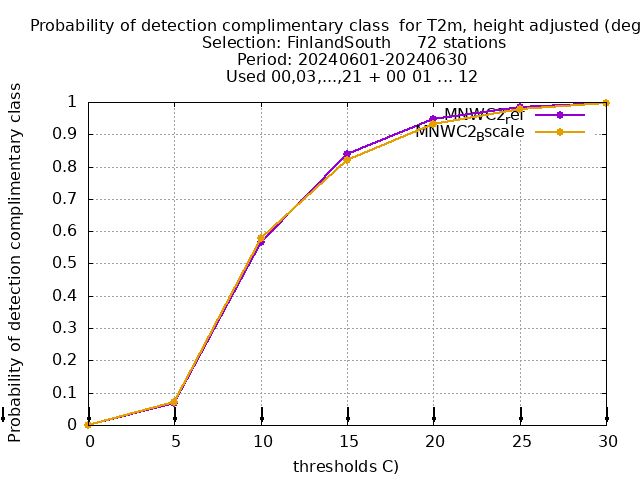 Probability of detection complimentary class  for T2m, height adjusted (deg
Selection: FinlandSouth     72 stations
Period: 20240601-20240630
Used 00,03,...,21 + 00 01 ... 12
Probability of detection complimentary class
1
0.9
0.8
0.7
0.6
0.5
0.4
0.3
0.2
0.1
0
MNWC2ref
MNWC2Bscale
0 5 10 15 20 25 30
thresholds C)